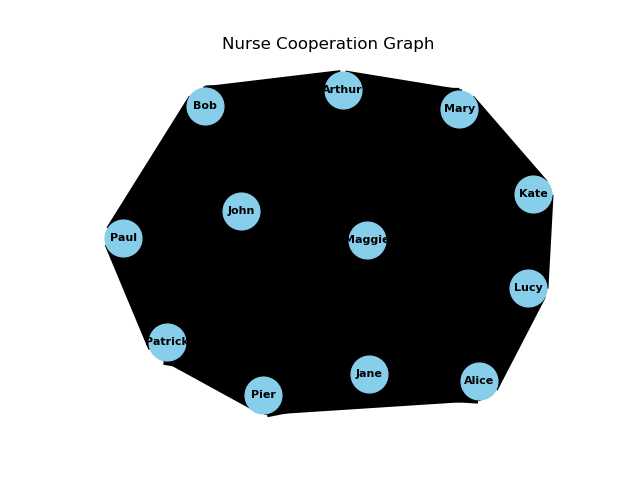 Nurse Cooperation Graph
Arthur
Bob
Mary
Kate
John
Paul
Maggie
Lucy
Patrick
Jane
Alice
Pier